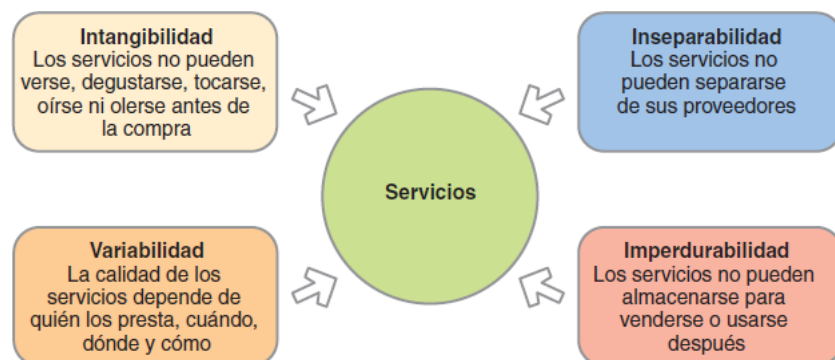 Intangibilidad
Los servicios no pueden
verse, degustarse, tocarse,
oírse ni olerse antes de
la compra
Inseparabilidad
Los servicios no
pueden separarse
de sus proveedores
Servicios
Variabilidad
La calidad de los
servicios depende de
quién los presta, cuándo,
dónde y cómo
Imperdurabilidad
Los servicios no pueden
almacenarse para
venderse o usarse
después